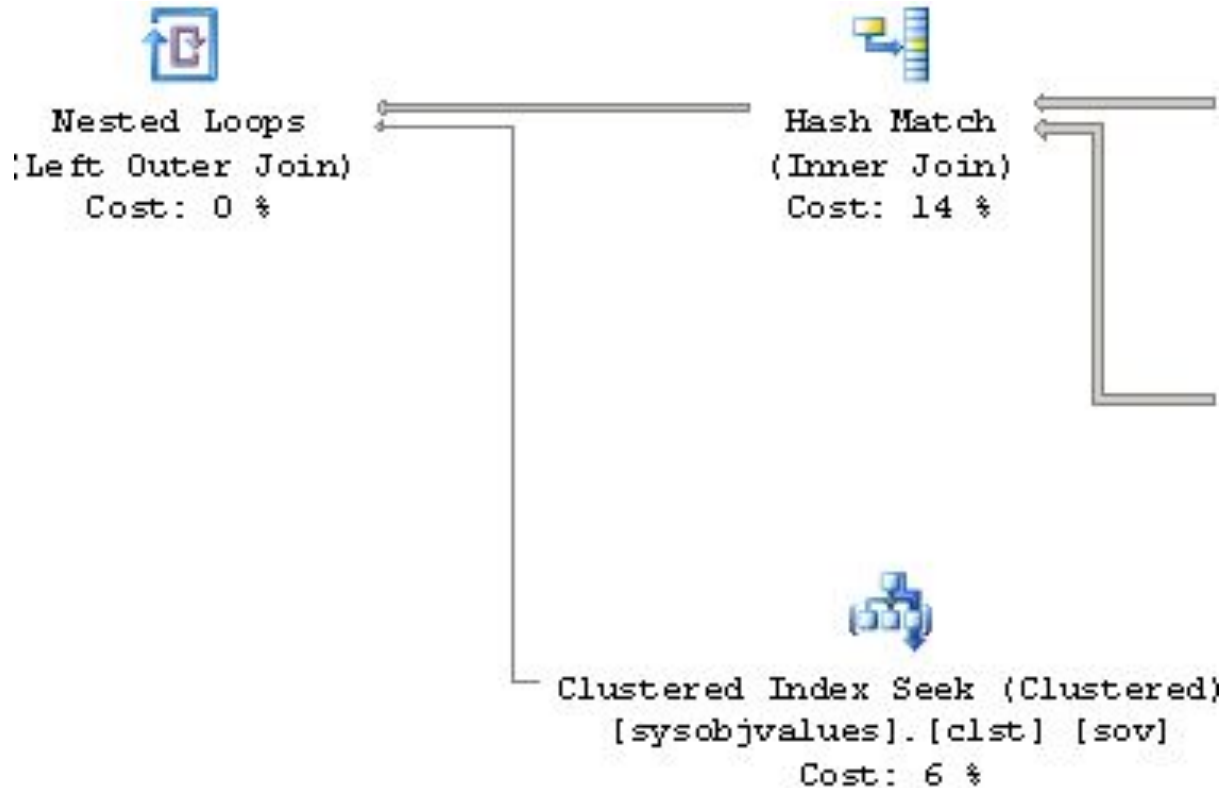 Nested Loops
(Left Outer Join)
Cost: 0 %
Hash Match
(Inner Join)
Cost: 14 %
Clustered Index Seek (Clustered)
[sysobjvalues].[clst] [sov]
Cost: 6 %